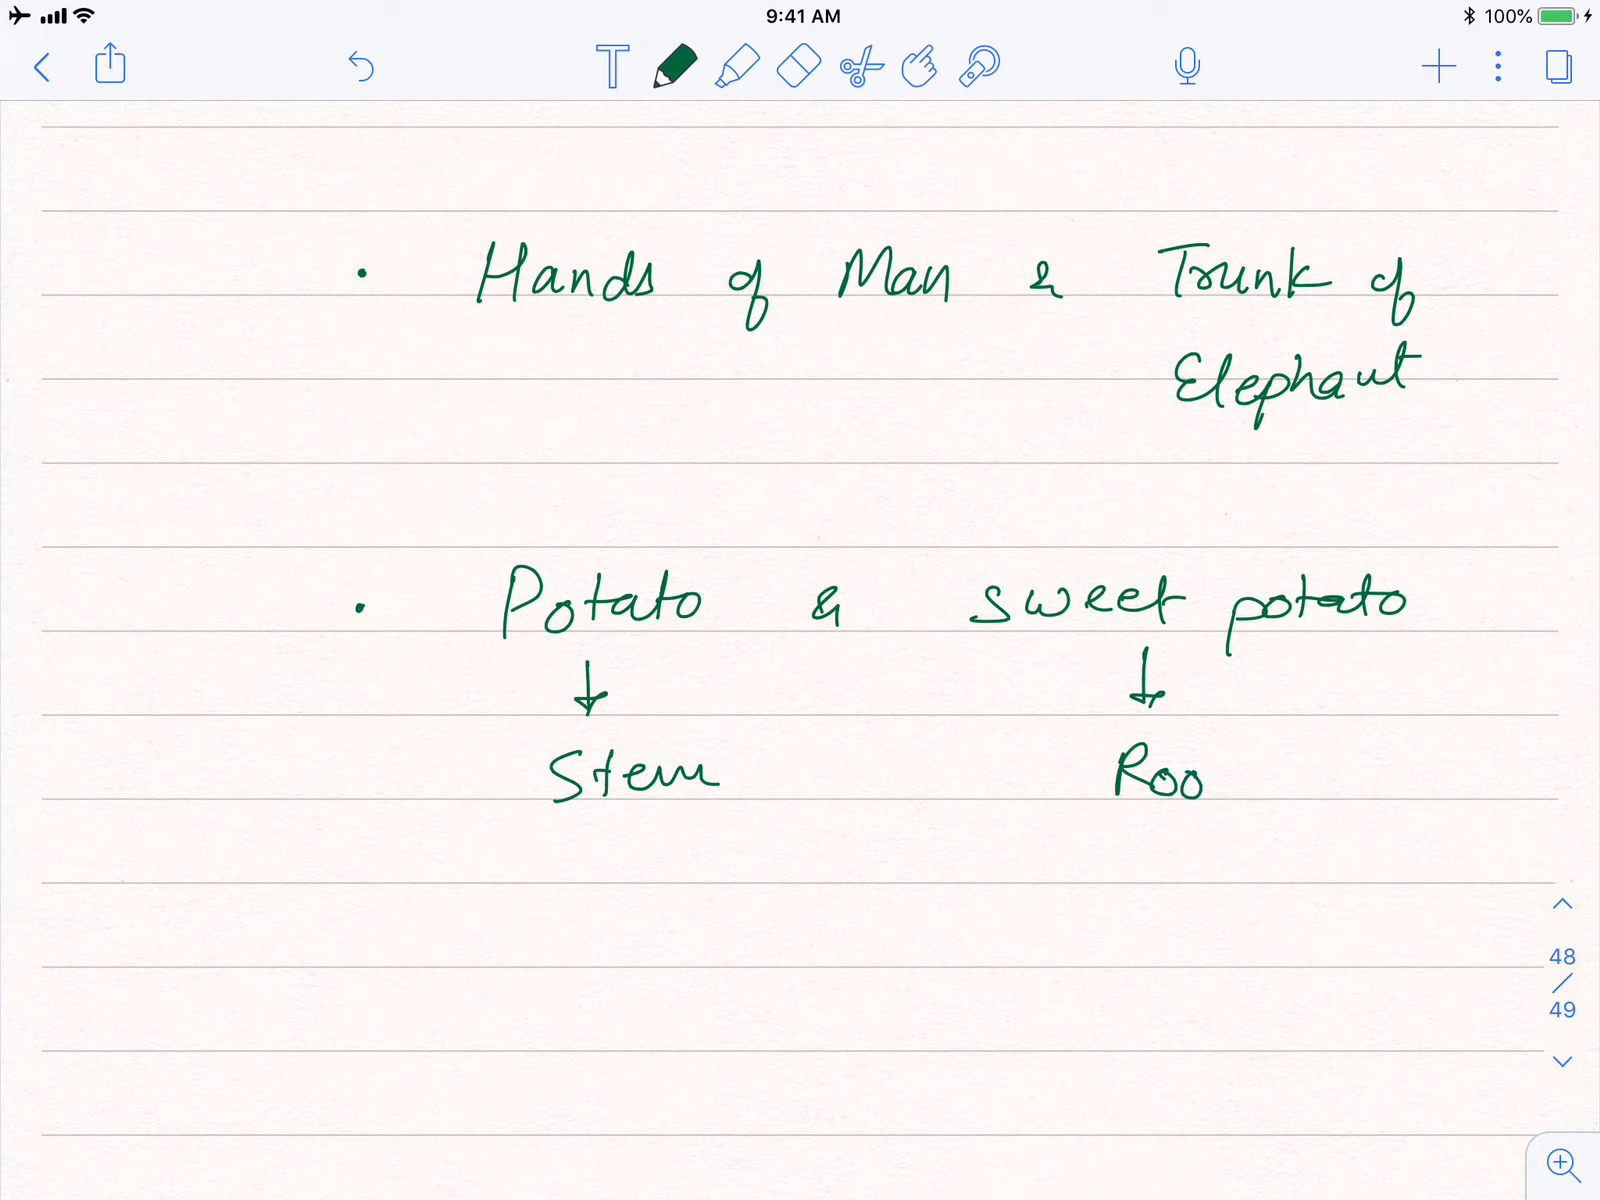 9:41 AM
100%
T
• Hands of Man & Trunk of
Elephant
• Potato & sweet potato
↓ ↓
Stem Roo
48
/
49